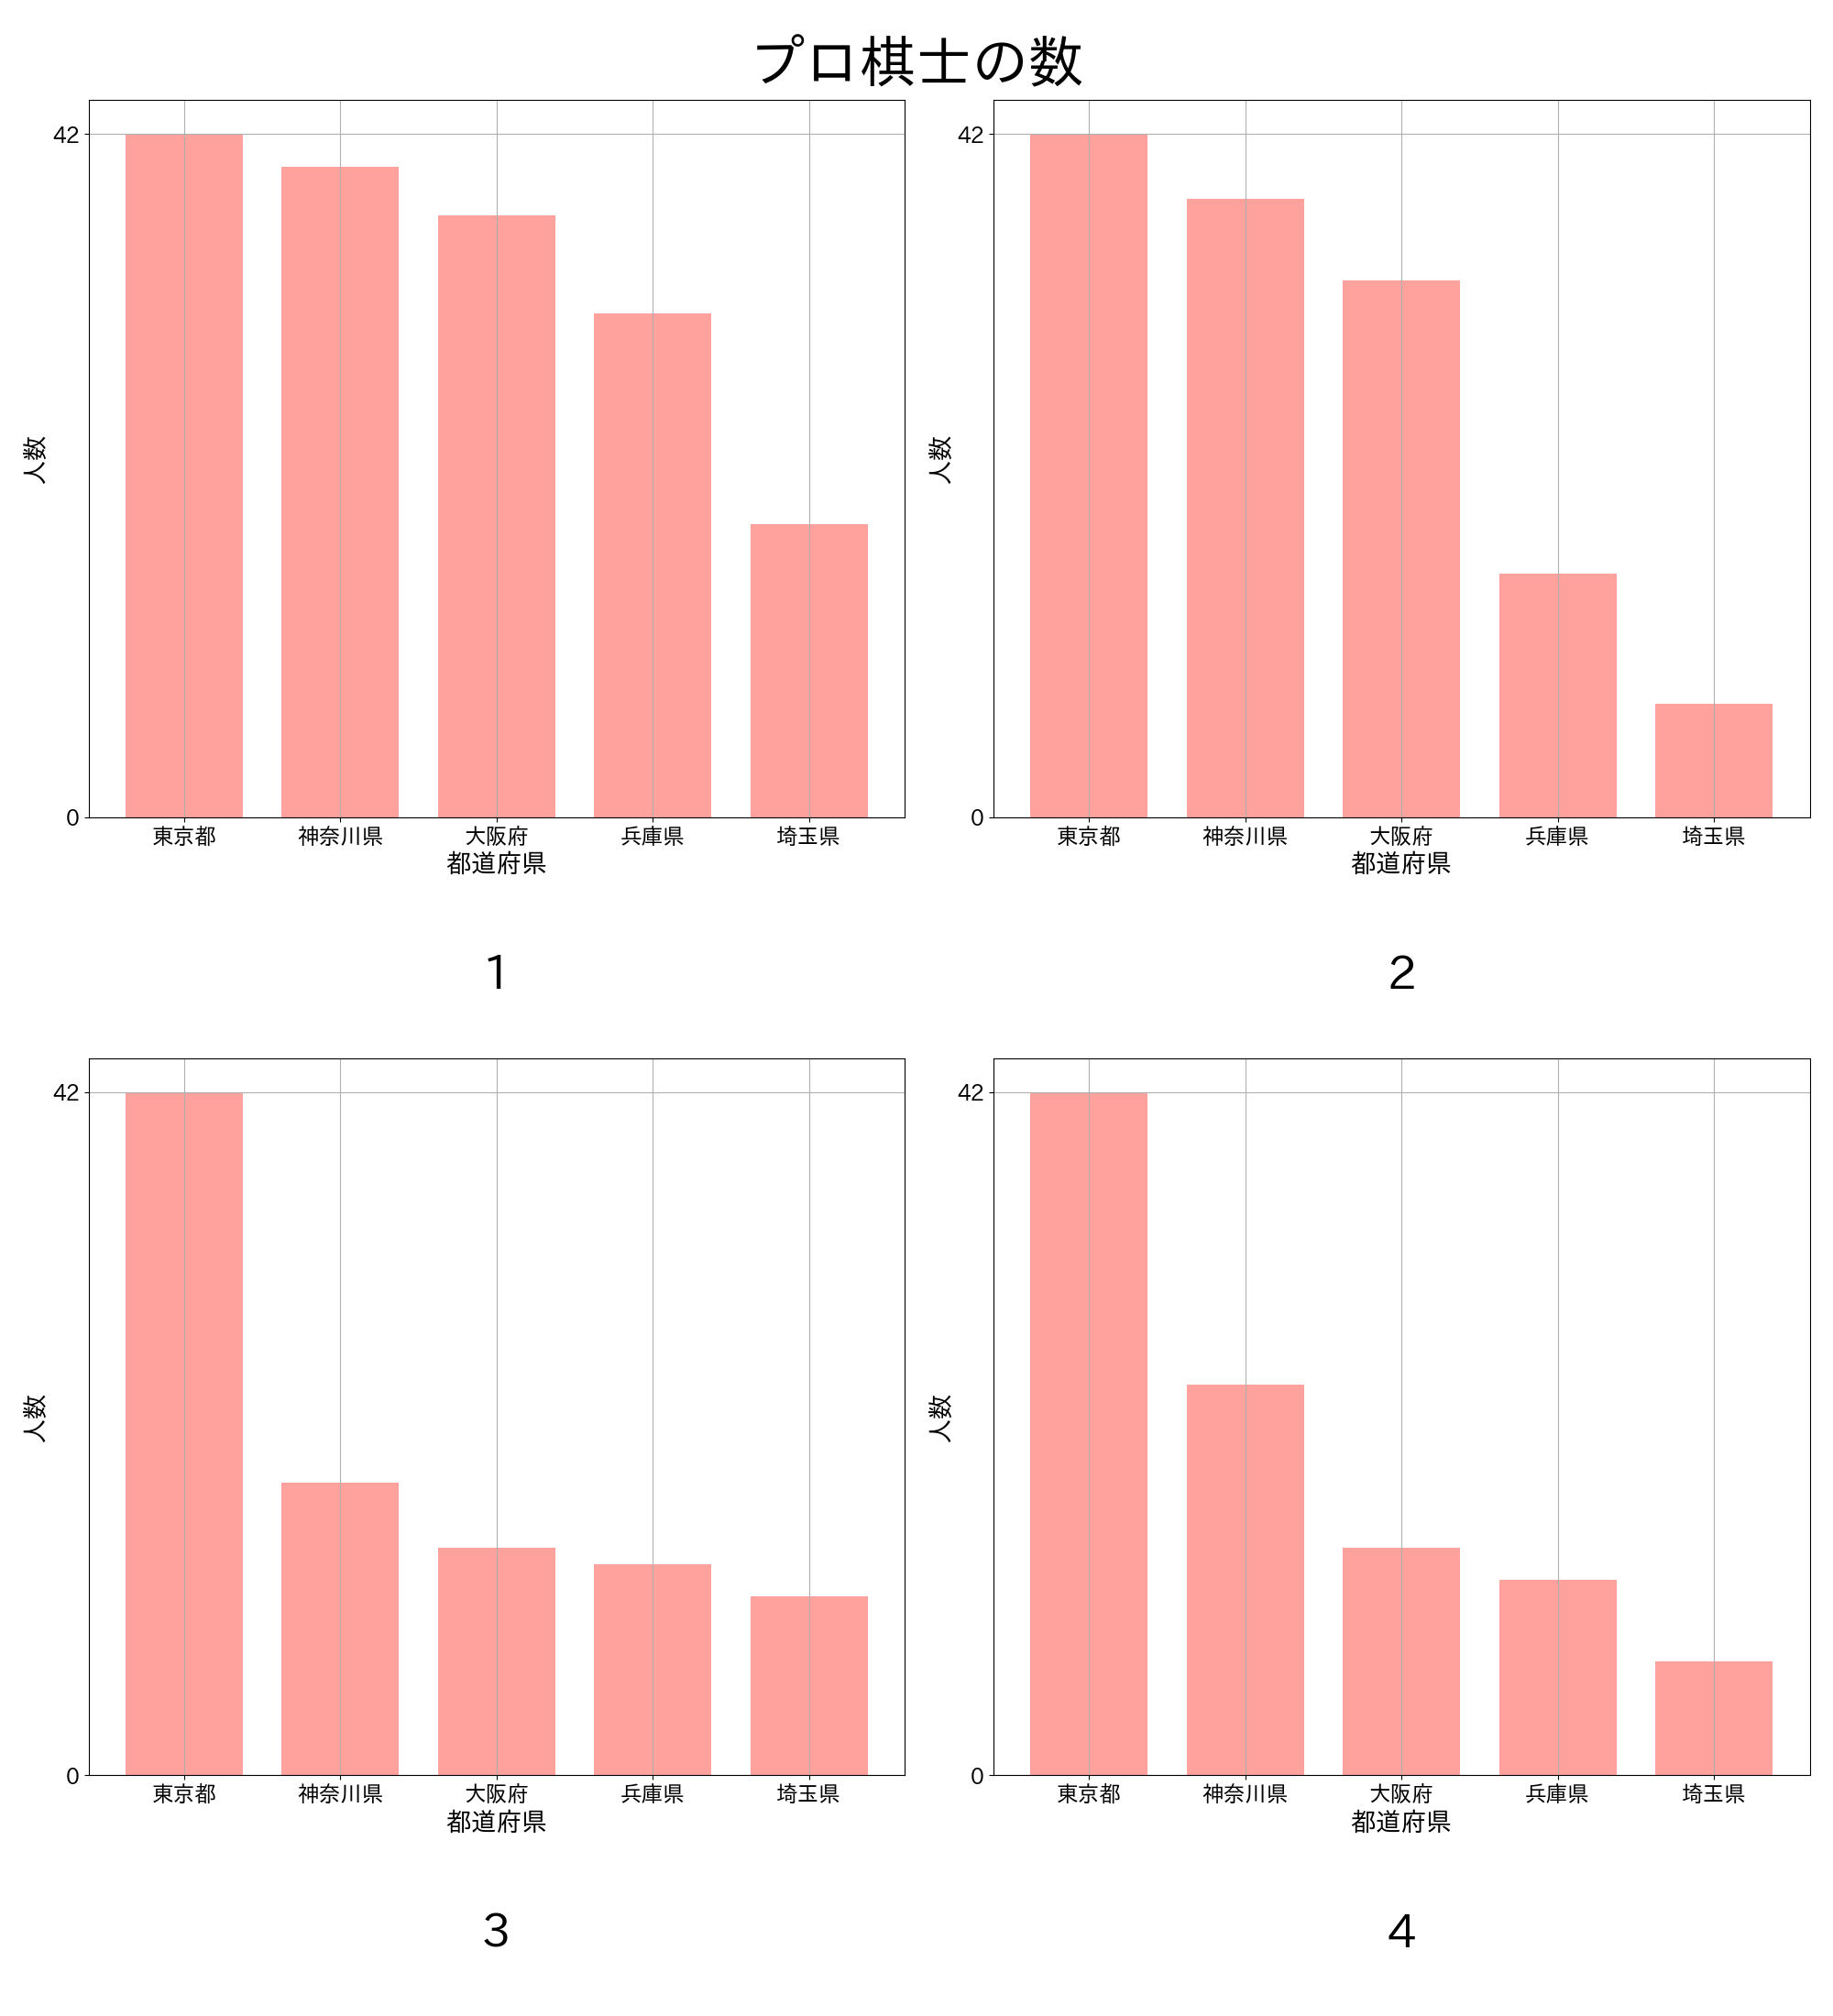 プロ棋士の数
42
0
人数
東京都 神奈川県 大阪府 兵庫県 埼玉県
都道府県
1
42
0
人数
東京都 神奈川県 大阪府 兵庫県 埼玉県
都道府県
2
42
0
人数
東京都 神奈川県 大阪府 兵庫県 埼玉県
都道府県
3
42
0
人数
東京都 神奈川県 大阪府 兵庫県 埼玉県
都道府県
4